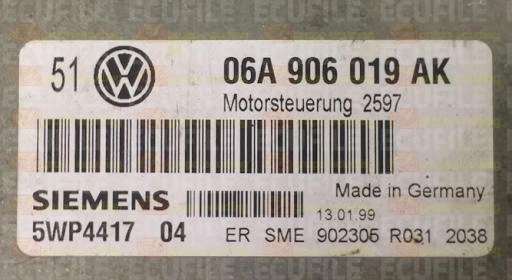 51 06A 906 019 AK
Motorsteuerung 2597
SIEMENS
Made in Germany
13.01.99
5WP4417 04 ER SME 902305 R031 2038
ECUFILE